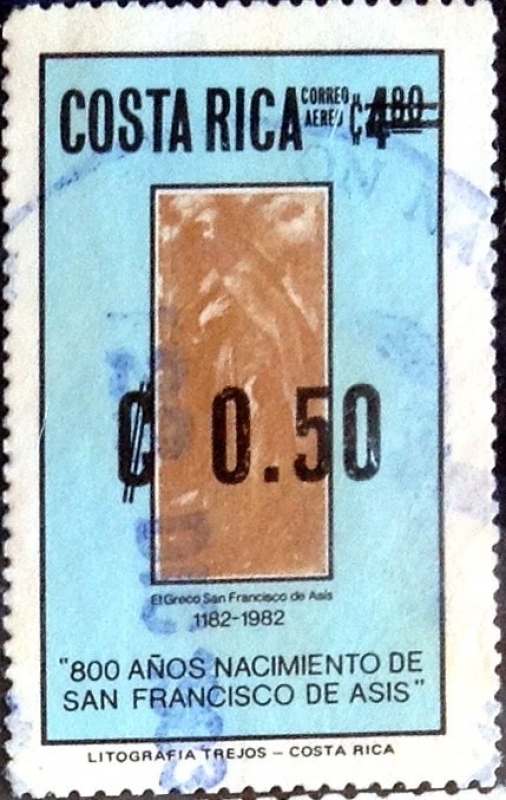 COSTA RICA CORREO AEREO ₡4.80
₡ 0.50
El Greco San Francisco de Asis
1182-1982
"800 AÑOS NACIMIENTO DE
SAN FRANCISCO DE ASIS"
LITOGRAFIA TREJOS – COSTA RICA